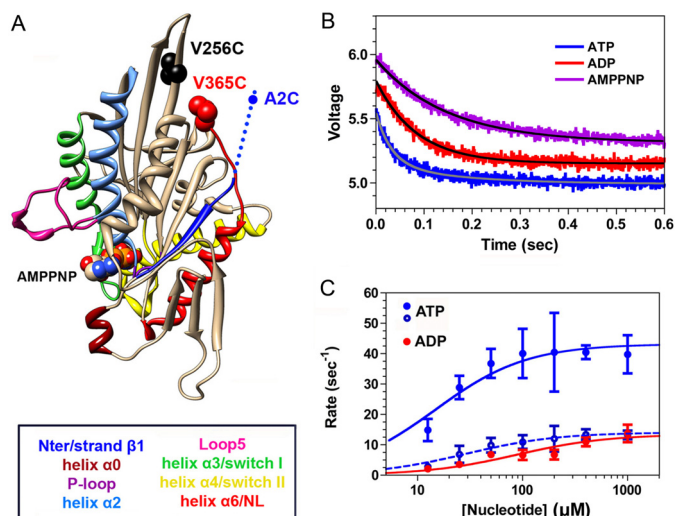 A
V256C
V365C
A2C
AMPPNP
Nter/strand β1
helix α0
P-loop
helix α2
Loop5
helix α3/switch I
helix α4/switch II
helix α6/NL
B
ATP
ADP
AMPPNP
Voltage
6.0
5.5
5.0
0.0 0.1 0.2 0.3 0.4 0.5 0.6
Time (sec)
C
ATP
ADP
Rate (sec-1)
60
50
40
30
20
10
0
10 100 1000
[Nucleotide] (μM)